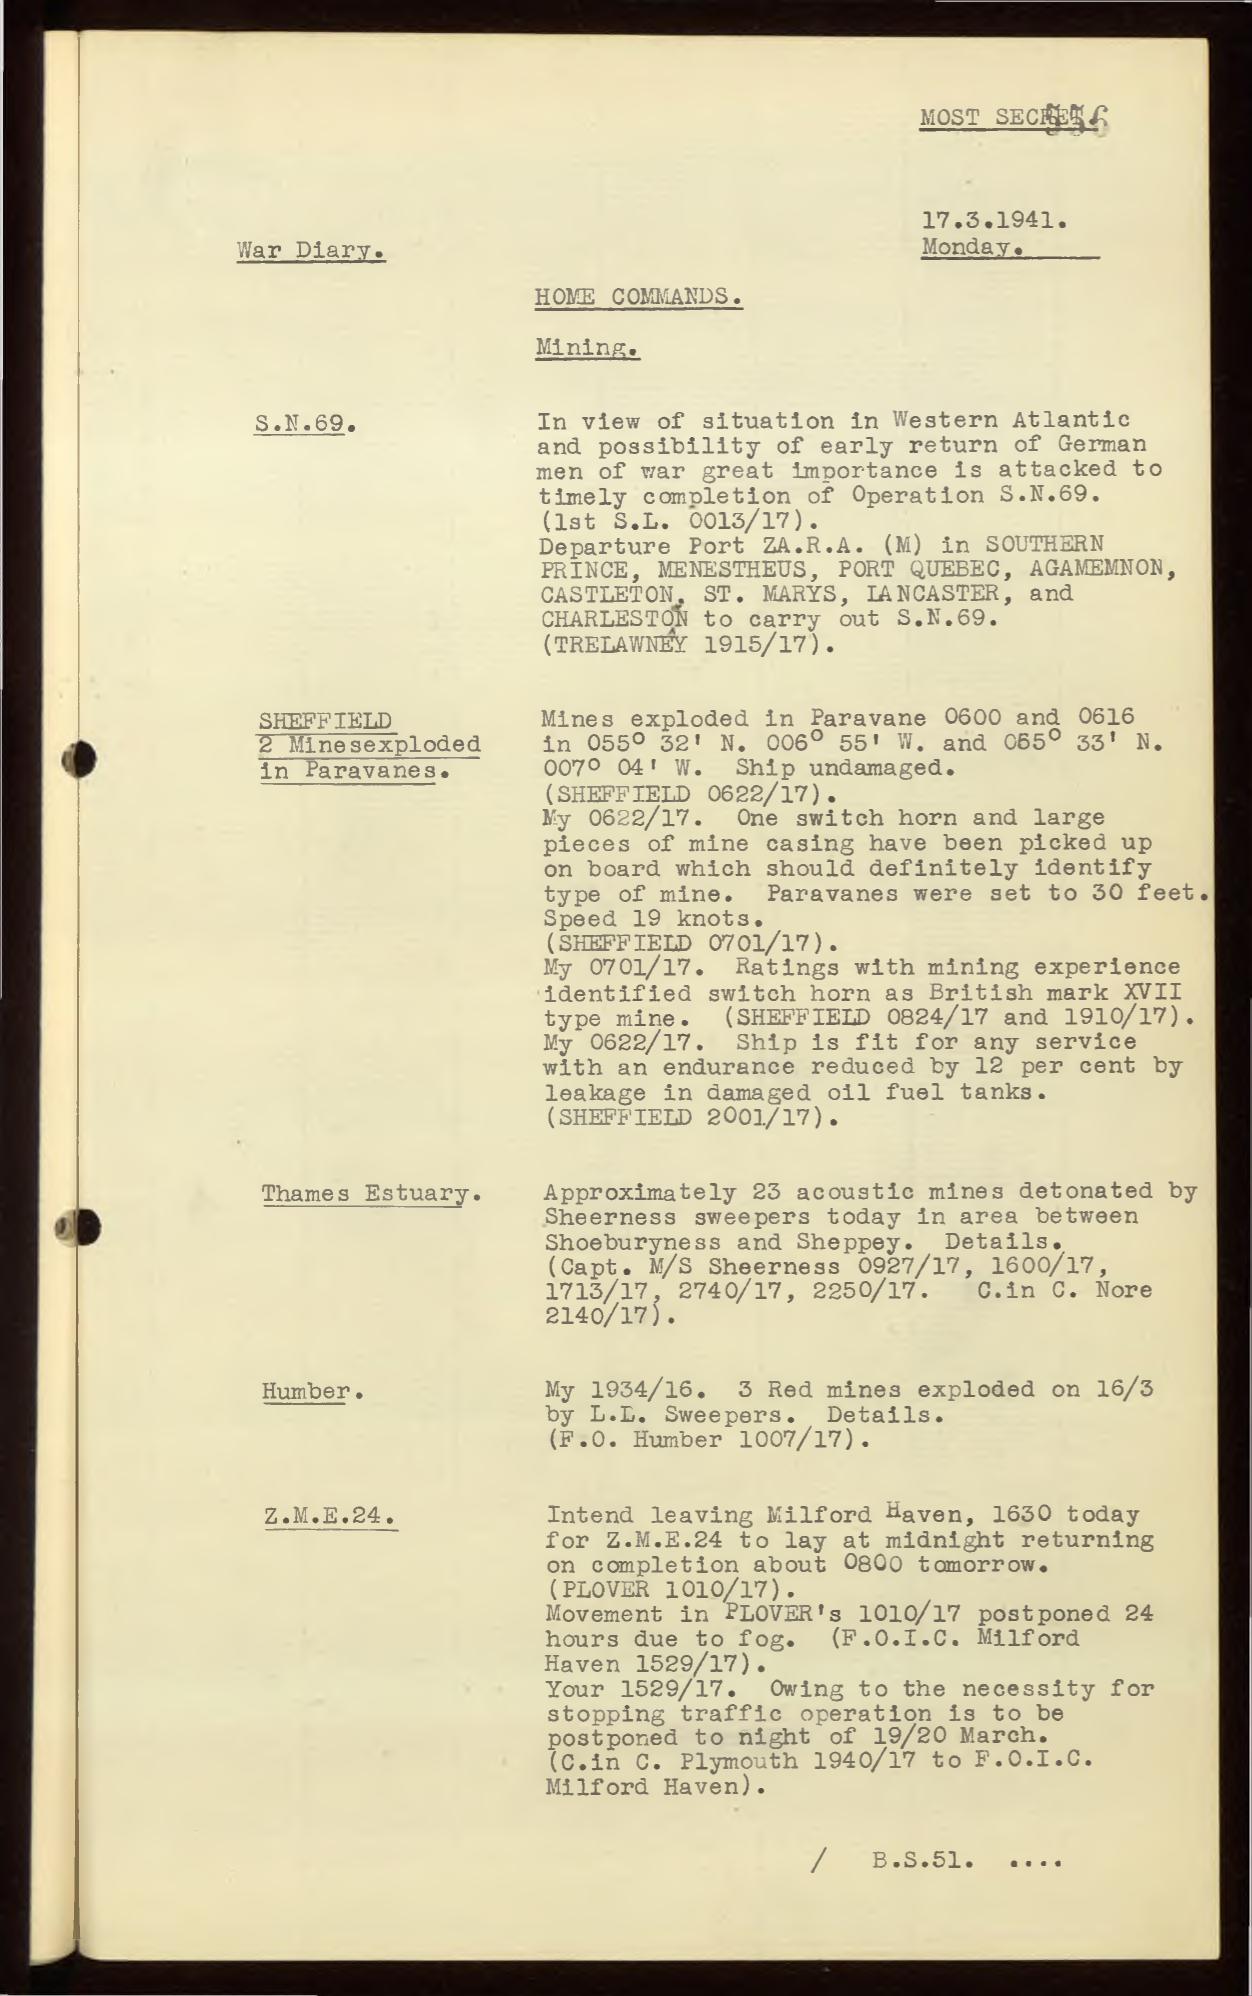 MOST SECRET.
556
17.3.1941.
Monday.
War Diary.
HOME COMMANDS.
Mining.
S.N.69.
In view of situation in Western Atlantic
and possibility of early return of German
men of war great importance is attacked to
timely completion of Operation S.N.69.
(1st S.L. 0013/17).
Departure Port ZA.R.A. (M) in SOUTHERN
PRINCE, MENESTHEUS, PORT QUEBEC, AGAMEMNON,
CASTLETON, ST. MARYS, LANCASTER, and
CHARLESTON to carry out S.N.69.
(TRELAWNEY 1915/17).
SHEFFIELD
2 Minesexploded
in Paravanes.
Mines exploded in Paravane 0600 and 0616
in 055° 32' N. 006° 55' W. and 055° 33' N.
007° 04' W. Ship undamaged.
(SHEFFIELD 0622/17).
My 0622/17. One switch horn and large
pieces of mine casing have been picked up
on board which should definitely identify
type of mine. Paravanes were set to 30 feet.
Speed 19 knots.
(SHEFFIELD 0701/17).
My 0701/17. Ratings with mining experience
identified switch horn as British mark XVII
type mine. (SHEFFIELD 0824/17 and 1910/17).
My 0622/17. Ship is fit for any service
with an endurance reduced by 12 per cent by
leakage in damaged oil fuel tanks.
(SHEFFIELD 2001/17).
Thames Estuary.
Approximately 23 acoustic mines detonated by
Sheerness sweepers today in area between
Shoeburyness and Sheppey. Details.
(Capt. M/S Sheerness 0927/17, 1600/17,
1713/17, 2740/17, 2250/17. C.in C. Nore
2140/17).
Humber.
My 1934/16. 3 Red mines exploded on 16/3
by L.L. Sweepers. Details.
(F.O. Humber 1007/17).
Z.M.E.24.
Intend leaving Milford Haven, 1630 today
for Z.M.E.24 to lay at midnight returning
on completion about 0800 tomorrow.
(PLOVER 1010/17).
Movement in PLOVER's 1010/17 postponed 24
hours due to fog. (F.O.I.C. Milford
Haven 1529/17).
Your 1529/17. Owing to the necessity for
stopping traffic operation is to be
postponed to night of 19/20 March.
(C.in C. Plymouth 1940/17 to F.O.I.C.
Milford Haven).
/ B.S.51. ....